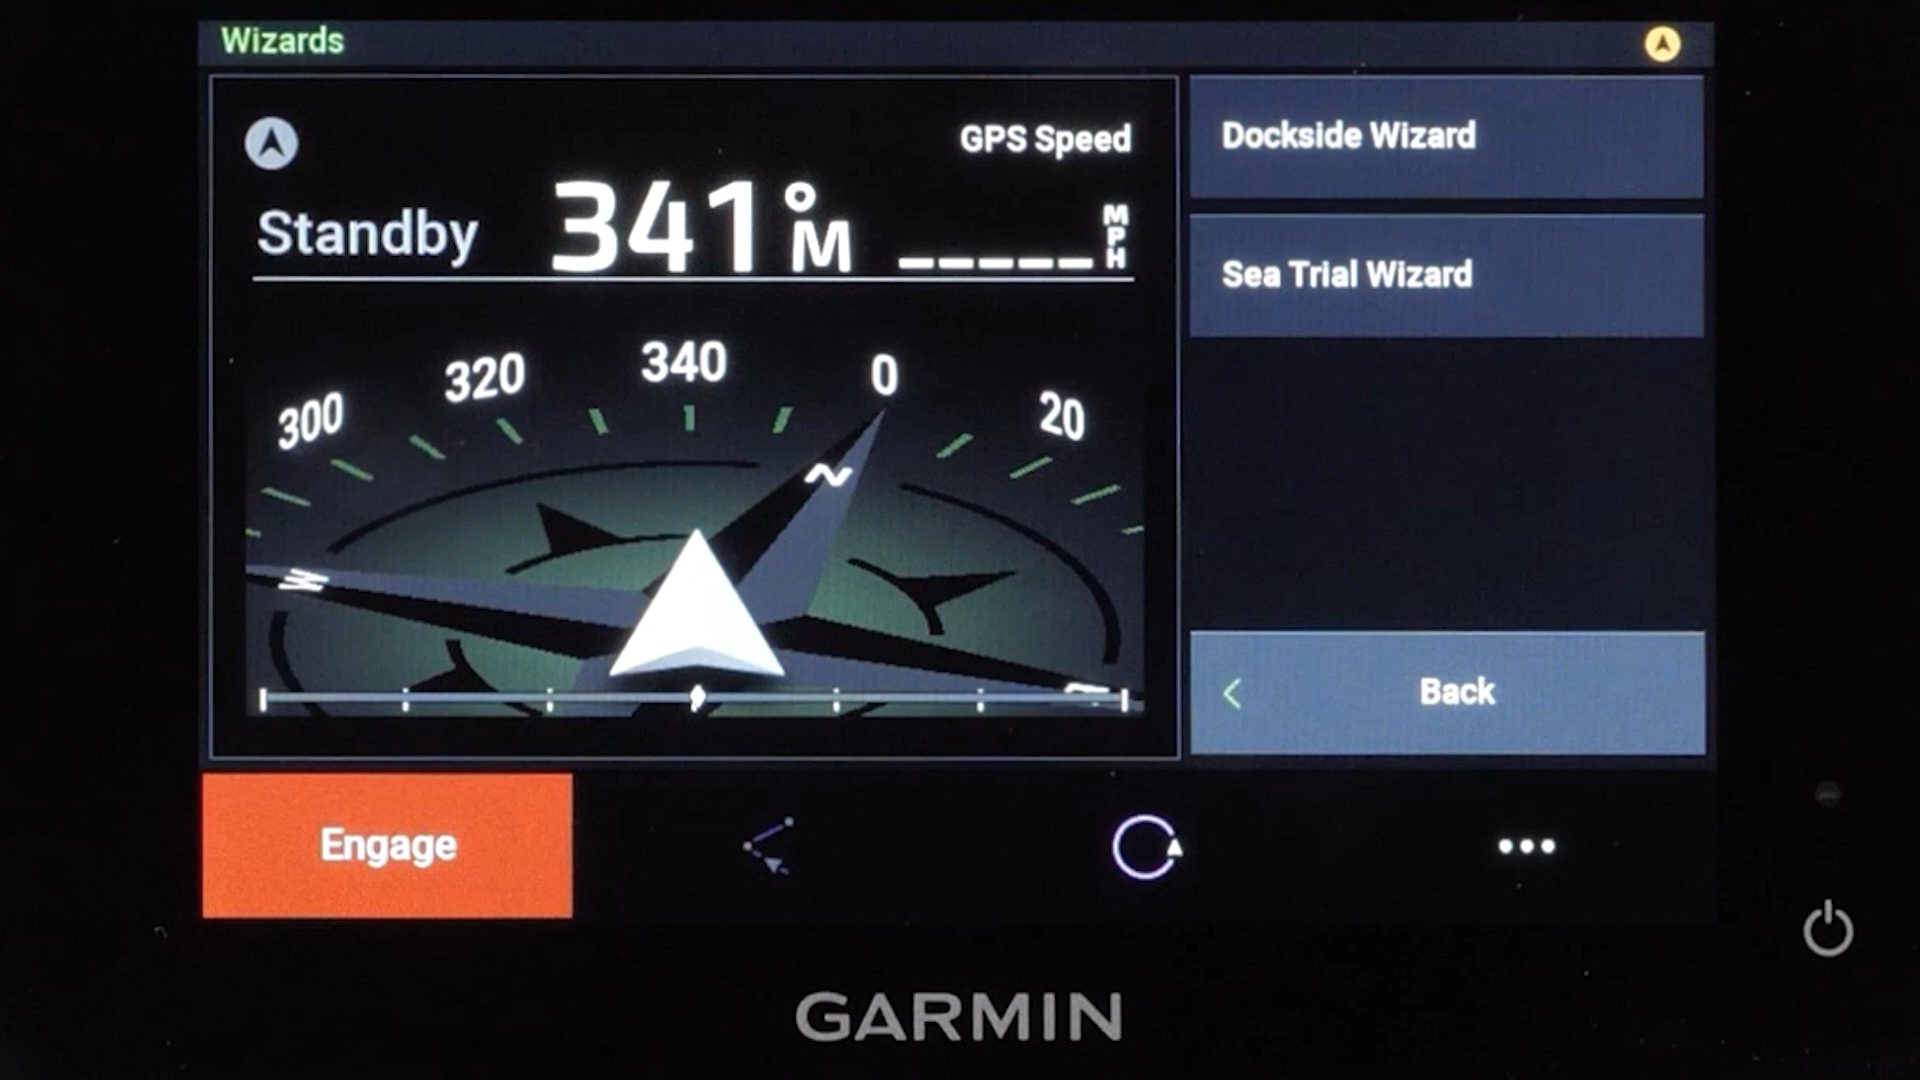 Wizards
GPS Speed
Standby
341°M
_____
MPH
300
320
340
0
20
N
W
Dockside Wizard
Sea Trial Wizard
Back
Engage
GARMIN